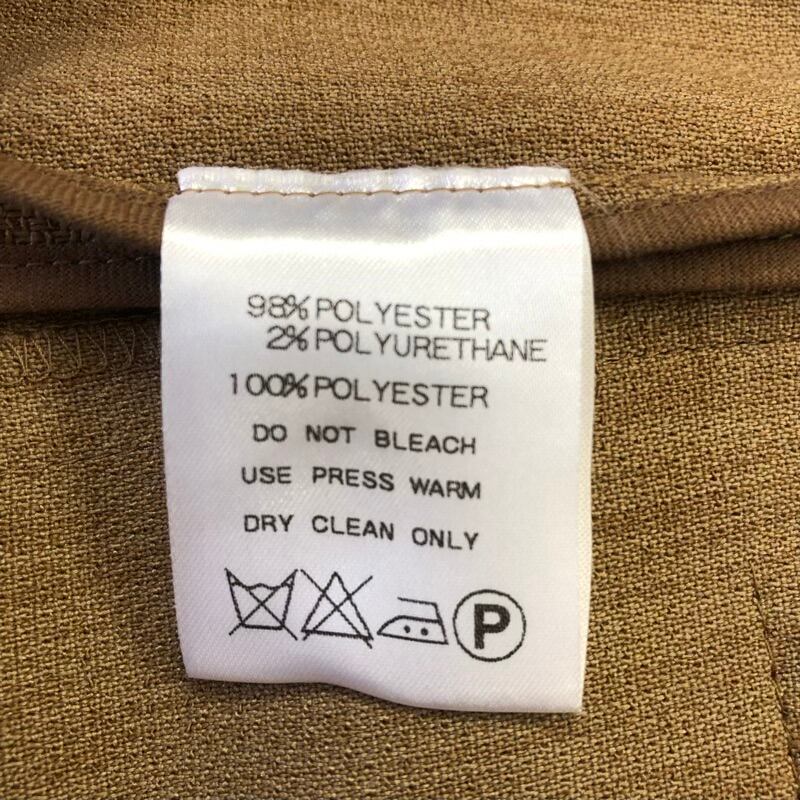 98% POLYESTER
2% POLYURETHANE
100% POLYESTER
DO NOT BLEACH
USE PRESS WARM
DRY CLEAN ONLY
P